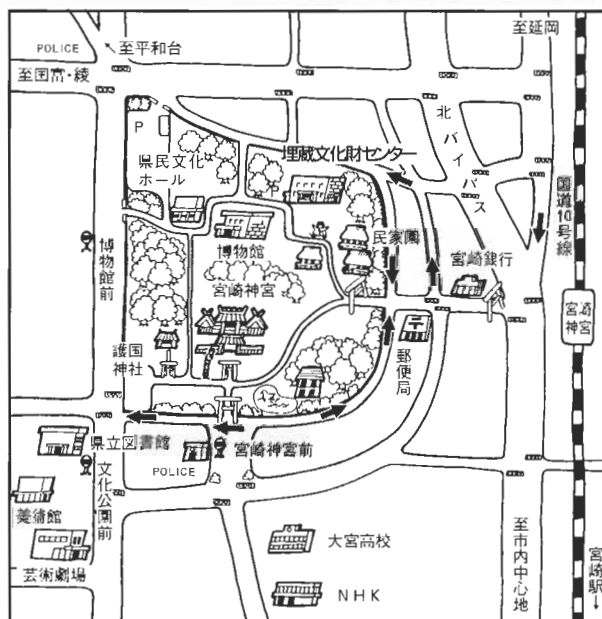 至延岡
POLICE
至平和台
至国富・綾
北バイパス
P
埋蔵文化財センター
県民文化
ホール
国道10号線
民家園
博物館前
博物館
宮崎銀行
宮崎神宮
宮崎
神宮
護国
神社
郵便局
県立図書館
宮崎神宮前
POLICE
文化公園前
美術館
大宮高校
至市内中心地
宮崎駅→
芸術劇場
NHK